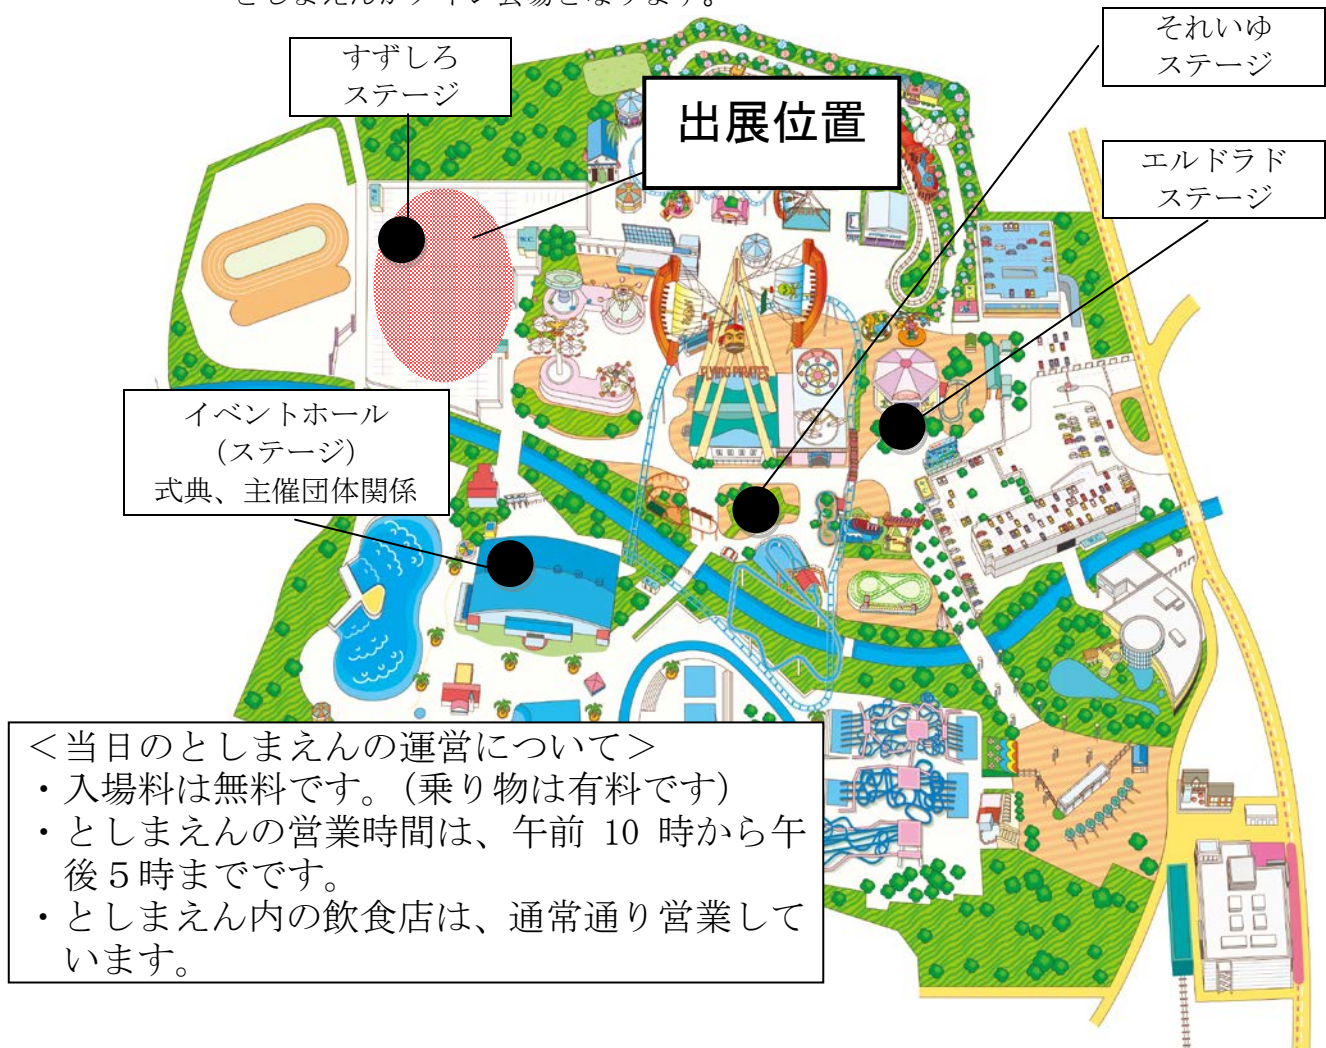 としまえんがメイン会場となります。
すずしろ
ステージ
それいゆ
ステージ
出展位置
エルドラド
ステージ
W.C.
FLYING PIRATES
イベントホール
(ステージ)
式典、主催団体関係
＜当日のとしまえんの運営について＞
・入場料は無料です。(乗り物は有料です)
・としまえんの営業時間は、午前 10 時から午
後５時までです。
・としまえん内の飲食店は、通常通り営業して
います。